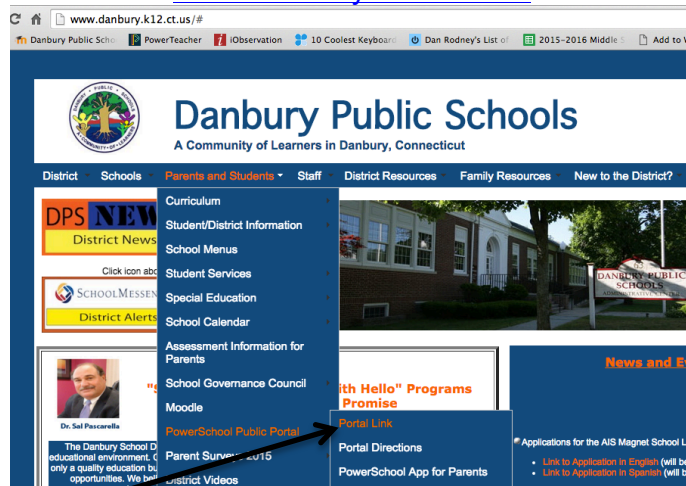 www.danbury.k12.ct.us/#
Danbury Public Scho PowerTeacher iObservation 10 Coolest Keyboard Dan Rodney's List of 2015-2016 Middle S Add to W
Danbury Public Schools
A Community of Learners in Danbury, Connecticut
District Schools Parents and Students Staff District Resources Family Resources New to the District?
DPS NEW
District News
Click icon abo
SCHOOLMESSEN
District Alerts
Curriculum
Student/District Information
School Menus
Student Services
Special Education
School Calendar
Assessment Information for
Parents
School Governance Council
Moodle
PowerSchool Public Portal
Parent Surveys 2015
District Videos
Portal Link
Portal Directions
PowerSchool App for Parents
DANBURY PUBLIC
SCHOOLS
ADMINISTRATIVE CENTER
"S
ith Hello" Programs
Promise
Dr. Sal Pascarella
The Danbury School D
educational environment. C
only a quality education bu
opportunities. We beli
News and E
Applications for the AIS Magnet School L
Link to Application in English (will be
Link to Application in Spanish (will b